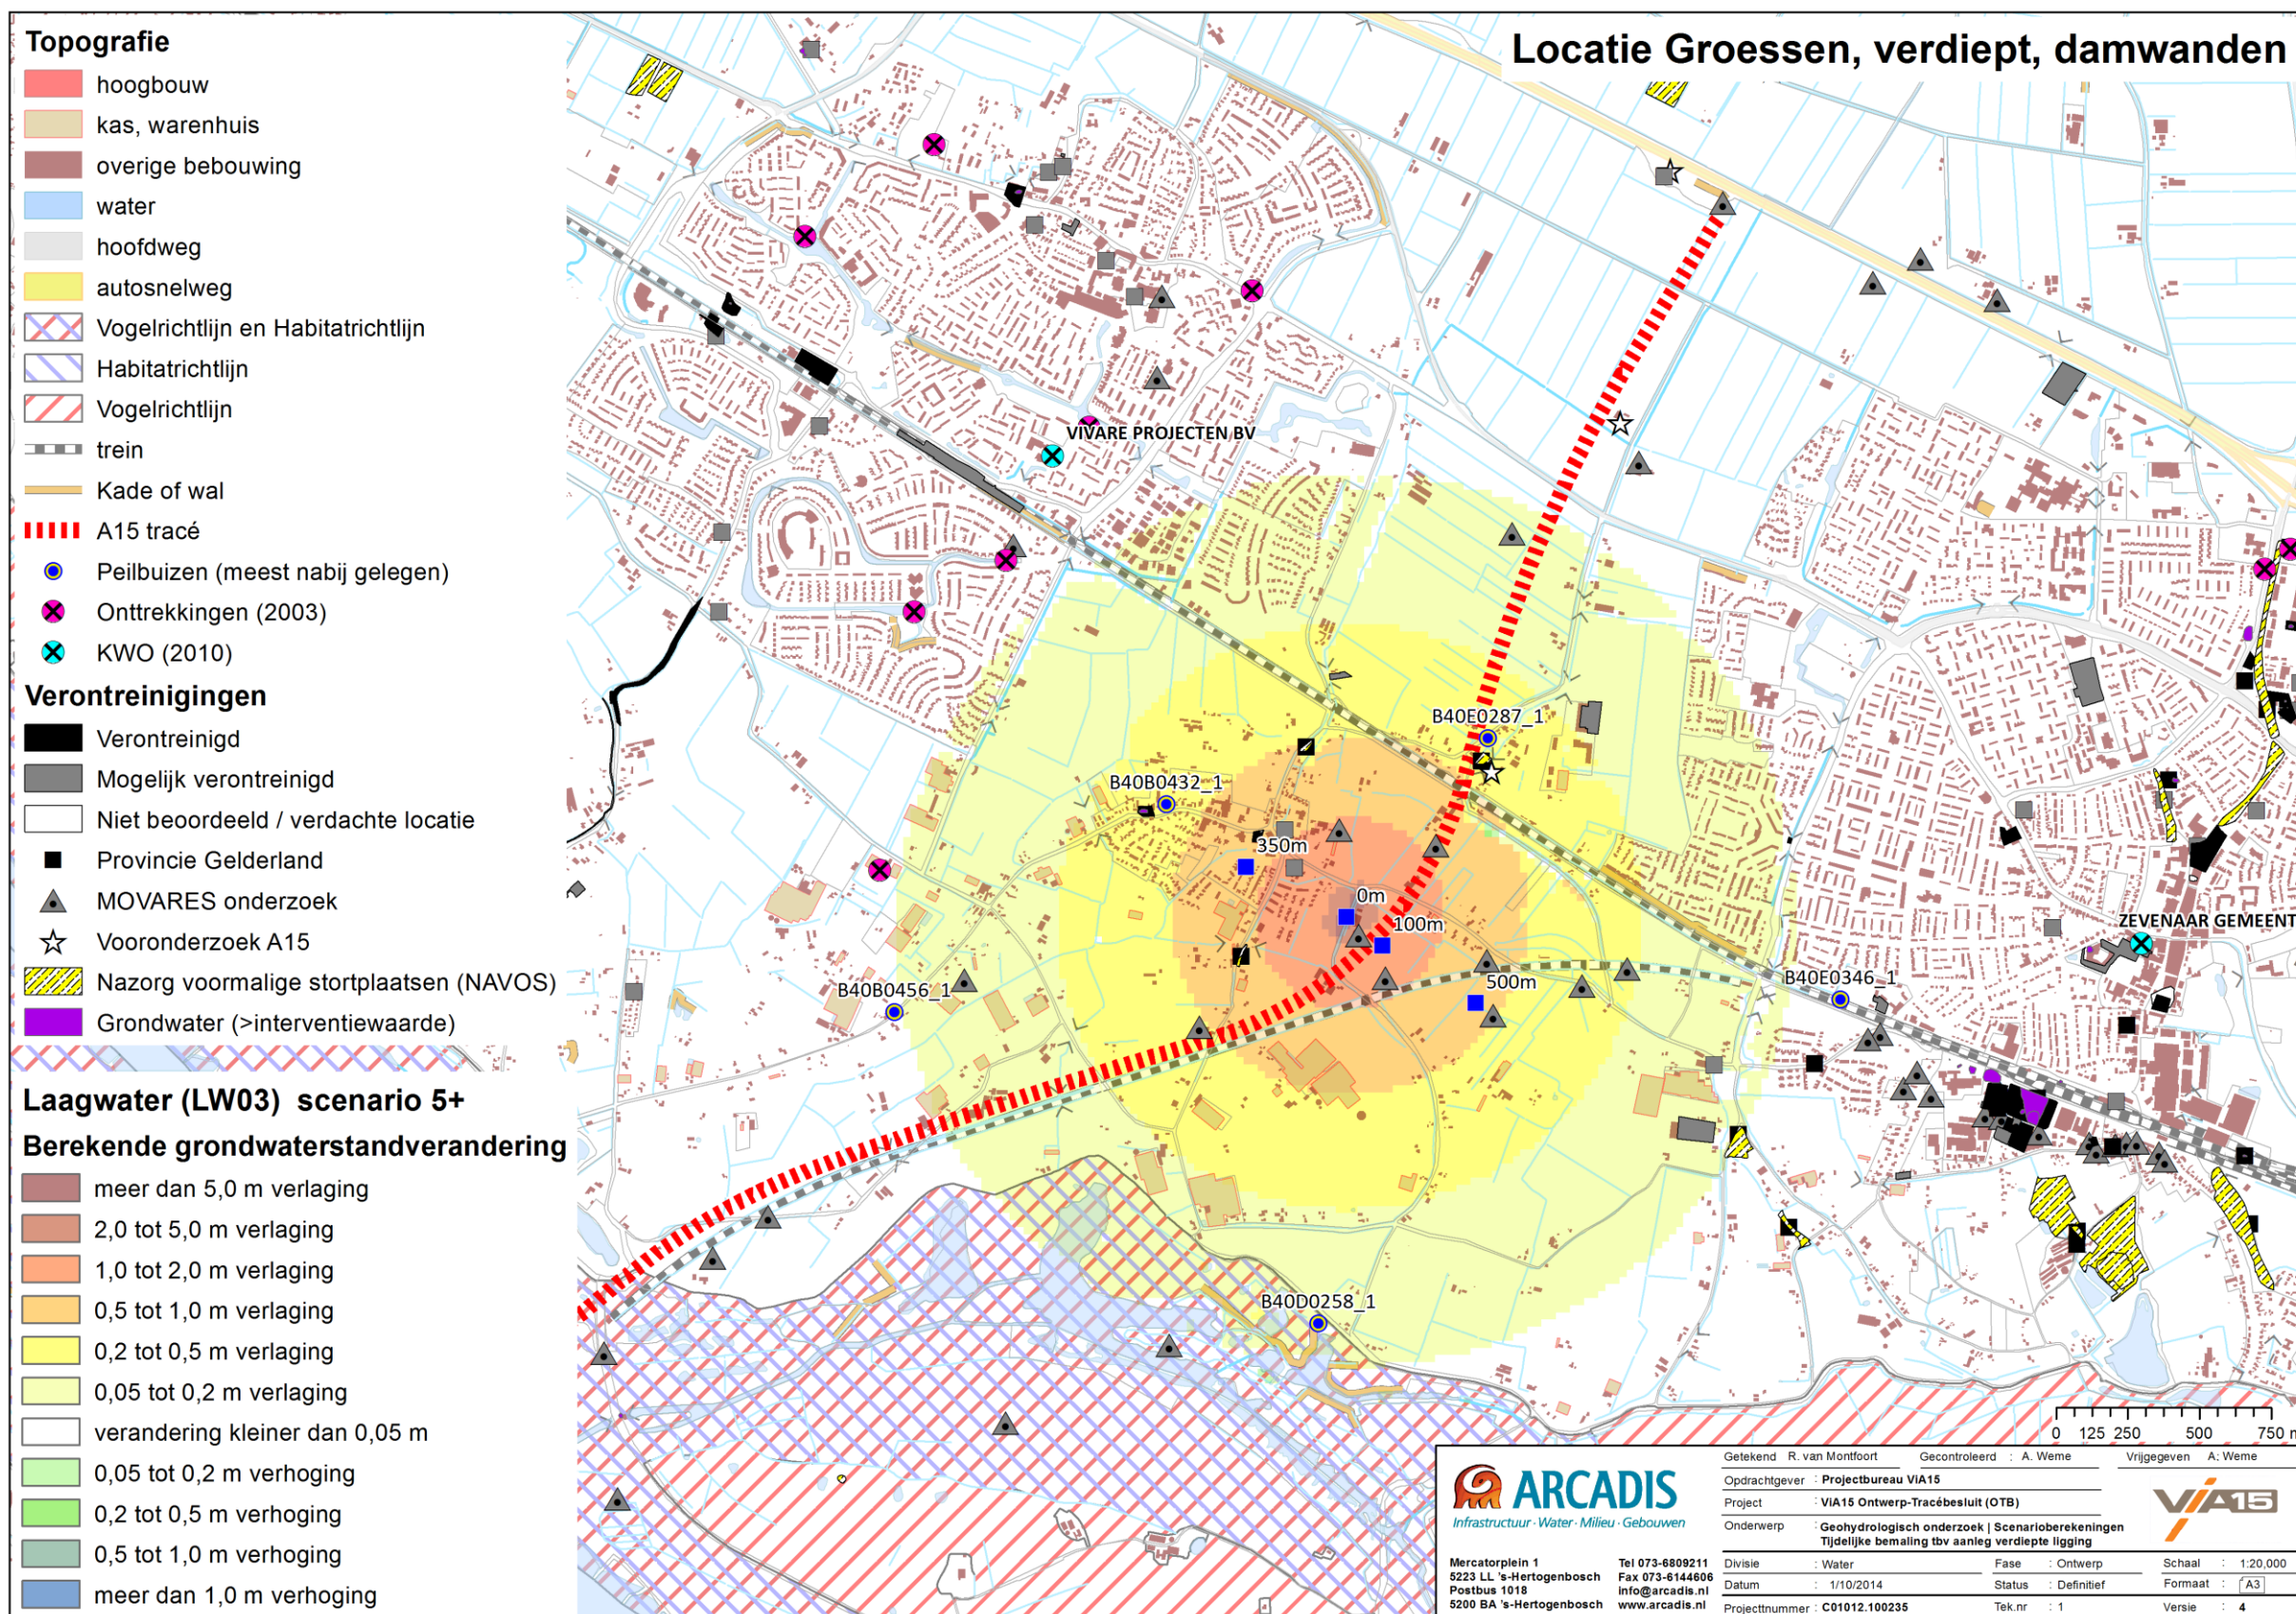 Locatie Groessen, verdiept, damwanden
Topografie
hoogbouw
kas, warenhuis
overige bebouwing
water
hoofdweg
autosnelweg
Vogelrichtlijn en Habitatrichtlijn
Habitatrichtlijn
Vogelrichtlijn
trein
Kade of wal
A15 tracé
Peilbuizen (meest nabij gelegen)
Onttrekkingen (2003)
KWO (2010)
Verontreinigingen
Verontreinigd
Mogelijk verontreinigd
Niet beoordeeld / verdachte locatie
Provincie Gelderland
MOVARES onderzoek
Vooronderzoek A15
Nazorg voormalige stortplaatsen (NAVOS)
Grondwater (>interventiewaarde)
Laagwater (LW03) scenario 5+
Berekende grondwaterstandverandering
meer dan 5,0 m verlaging
2,0 tot 5,0 m verlaging
1,0 tot 2,0 m verlaging
0,5 tot 1,0 m verlaging
0,2 tot 0,5 m verlaging
0,05 tot 0,2 m verlaging
verandering kleiner dan 0,05 m
0,05 tot 0,2 m verhoging
0,2 tot 0,5 m verhoging
0,5 tot 1,0 m verhoging
meer dan 1,0 m verhoging
VIVARE PROJECTEN BV
B40E0287_1
B40B0432_1
350m
0m
100m
ZEVENAAR GEMEENT
500m
B40E0346_1
B40B0456_1
B40D0258_1
0 125 250 500 750 m
ARCADIS
Infrastructuur · Water · Milieu · Gebouwen
Mercatorplein 1 Tel 073-6809211
5223 LL 's-Hertogenbosch Fax 073-6144606
Postbus 1018 info@arcadis.nl
5200 BA 's-Hertogenbosch www.arcadis.nl
Getekend R. van Montfoort Gecontroleerd : A. Weme Vrijgegeven A. Weme
Opdrachtgever : Projectbureau ViA15
Project : ViA15 Ontwerp-Tracébesluit (OTB)
Onderwerp : Geohydrologisch onderzoek | Scenarioberekeningen
Tijdelijke bemaling tbv aanleg verdiepte ligging
Divisie : Water Fase : Ontwerp Schaal : 1:20,000
Datum : 1/10/2014 Status : Definitief Formaat : A3
Projecttnummer : C01012.100235 Tek.nr : 1 Versie : 4
ViA15